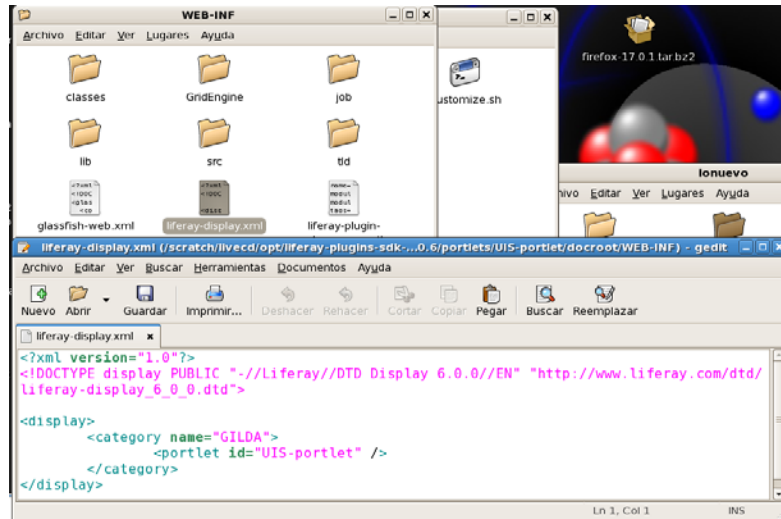 WEB-INF
Archivo Editar Ver Lugares Ayuda
classes
GridEngine
job
lib
src
tld
glassfish-web.xml
liferay-display.xml
liferay-plugin-
ustomize.sh
firefox-17.0.1.tar.bz2
lonuevo
hivo Editar Ver Lugares Ayuda
liferay-display.xml (/scratch/livecd/opt/liferay-plugins-sdk-...0.6/portlets/UIS-portlet/docroot/WEB-INF) - gedit
Archivo Editar Ver Buscar Herramientas Documentos Ayuda
Nuevo Abrir Guardar Imprimir... Deshacer Rehacer Cortar Copiar Pegar Buscar Reemplazar
liferay-display.xml
<?xml version="1.0"?>
<!DOCTYPE display PUBLIC "-//Liferay//DTD Display 6.0.0//EN" "http://www.liferay.com/dtd/
liferay-display_6_0_0.dtd">
<display>
<category name="GILDA">
<portlet id="UIS-portlet" />
</category>
</display>
Ln 1, Col 1 INS